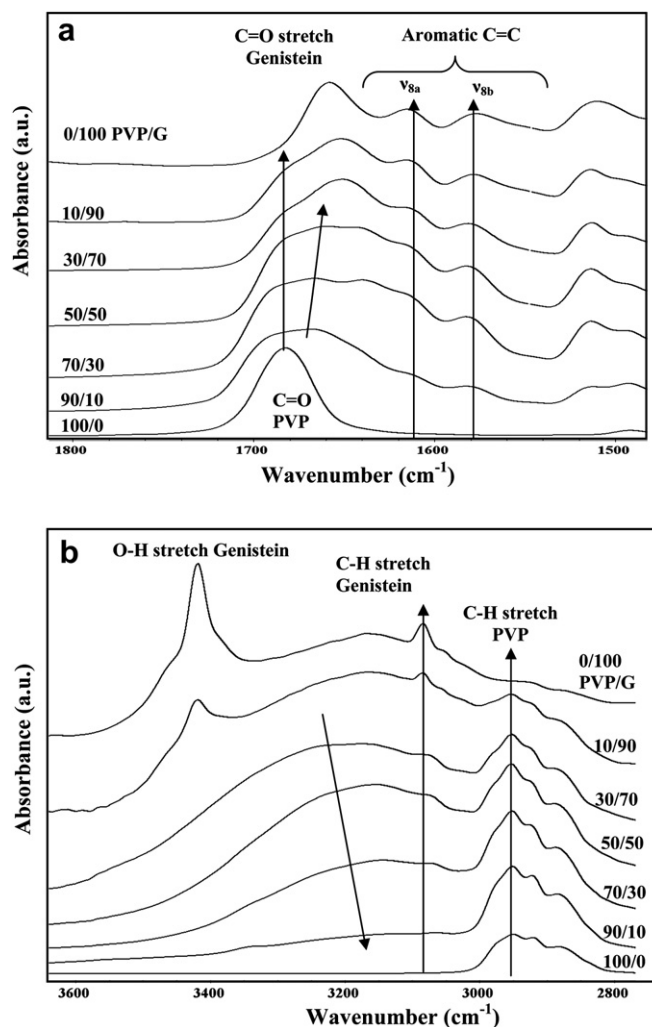 a
C=O stretch
Genistein
Aromatic C=C
ν8a
ν8b
0/100 PVP/G
10/90
30/70
50/50
70/30
90/10
100/0
C=O
PVP
Absorbance (a.u.)
1800
1700
1600
1500
Wavenumber (cm-1)
b
O-H stretch Genistein
C-H stretch
Genistein
C-H stretch
PVP
0/100
PVP/G
10/90
30/70
50/50
70/30
90/10
100/0
Absorbance (a.u.)
3600
3400
3200
3000
2800
Wavenumber (cm-1)